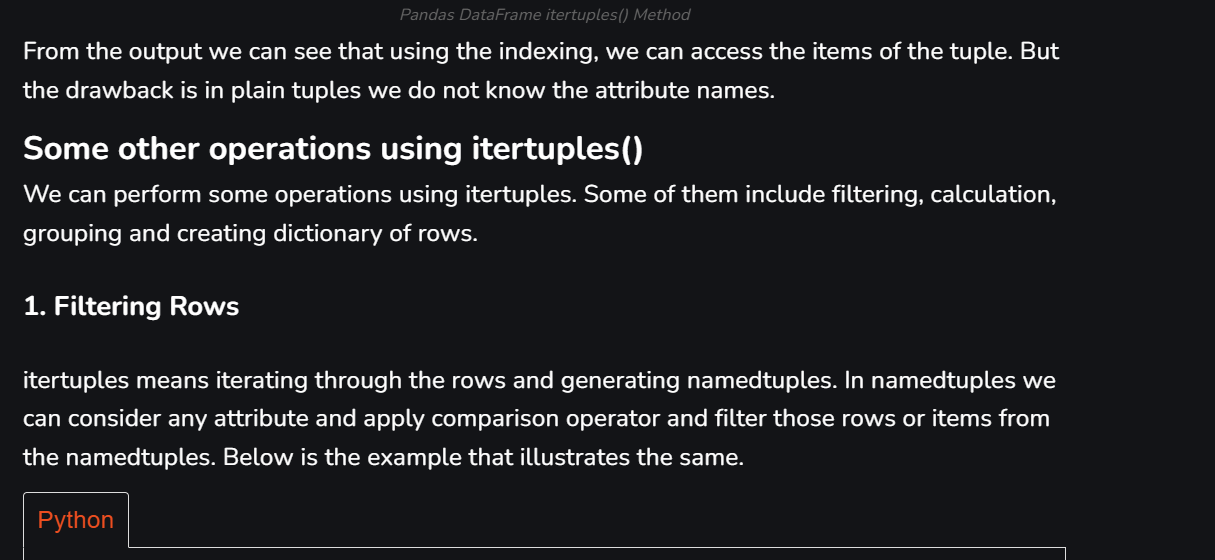 Pandas DataFrame itertuples() Method
From the output we can see that using the indexing, we can access the items of the tuple. But
the drawback is in plain tuples we do not know the attribute names.
Some other operations using itertuples()
We can perform some operations using itertuples. Some of them include filtering, calculation,
grouping and creating dictionary of rows.
1. Filtering Rows
itertuples means iterating through the rows and generating namedtuples. In namedtuples we
can consider any attribute and apply comparison operator and filter those rows or items from
the namedtuples. Below is the example that illustrates the same.
Python